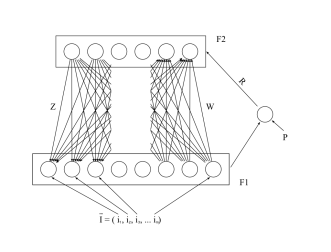 F2
R
Z
W
P
F1
I = ( i₁, i₂, i₃, ... iₙ)